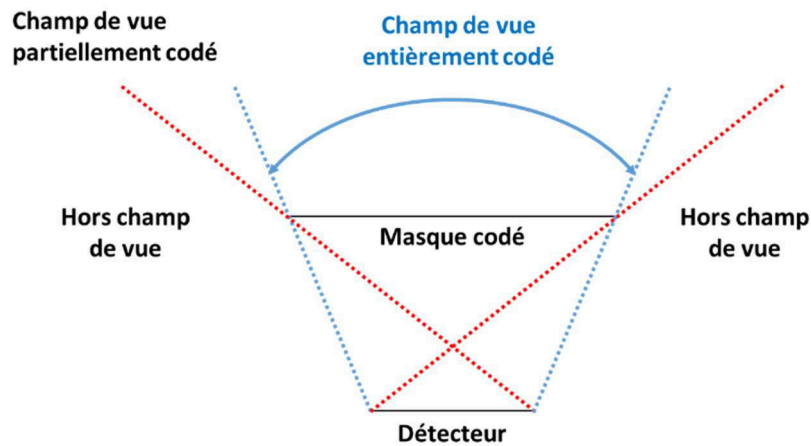 Champ de vue
partiellement codé
Champ de vue
entièrement codé
Hors champ
de vue
Masque codé
Hors champ
de vue
Détecteur